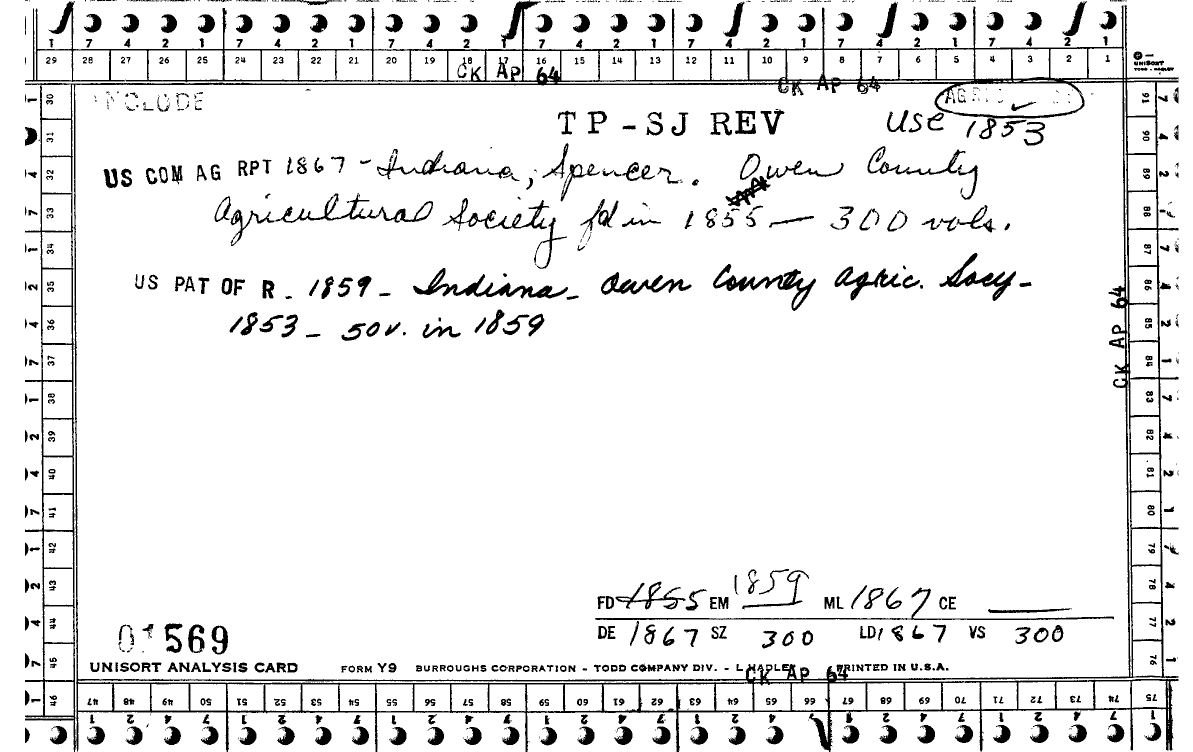 7 4 2 1 7 4 2 1 7 4 2 1 7 4 2 1 7 4 2 1 7 4 2 1 7 4 2 1
29 28 27 26 25 24 23 22 21 20 19 18 17 16 15 14 13 12 11 10 9 8 7 6 5 4 3 2 1
UNISORT
CK AP 64
CK AP 64
INCLUDE
TP-SJ REV
USE 1853
US COM AG RPT 1867 - Indiana, Spencer. Owen County
Agricultural Society fd in 1855 — 300 vols.
US PAT OF R - 1859 - Indiana - Owen County Agric. Socy -
1853 - 50v. in 1859
CK AP 64
FD 1855 EM 1859 ML 1867 CE
DE 1867 SZ 300 LD 1867 VS 300
01569
UNISORT ANALYSIS CARD FORM Y9 BURROUGHS CORPORATION - TODD COMPANY DIV. - L HADLEY PRINTED IN U.S.A.
CK AP 64
30 31 32 33 34 35 36 37 38 39 40 41 42 43 44 45 46
91 90 89 88 87 86 85 84 83 82 81 80 79 78 77 76
47 48 49 50 51 52 53 54 55 56 57 58 59 60 61 62 63 64 65 66 67 68 69 70 71 72 73 74 75